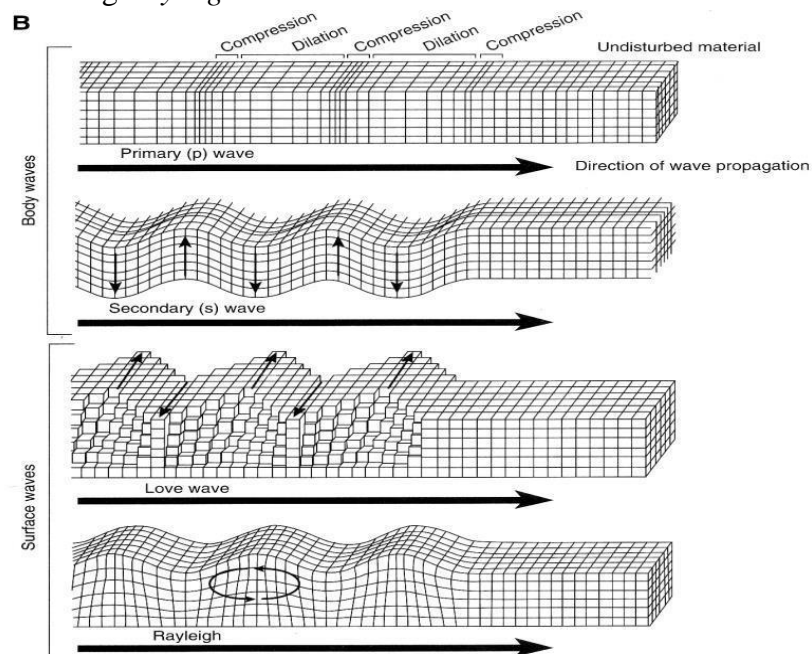 B
Compression
Dilation
Compression
Dilation
Compression
Undisturbed material
Body waves
Primary (p) wave
Direction of wave propagation
Secondary (s) wave
Surface waves
Love wave
Rayleigh